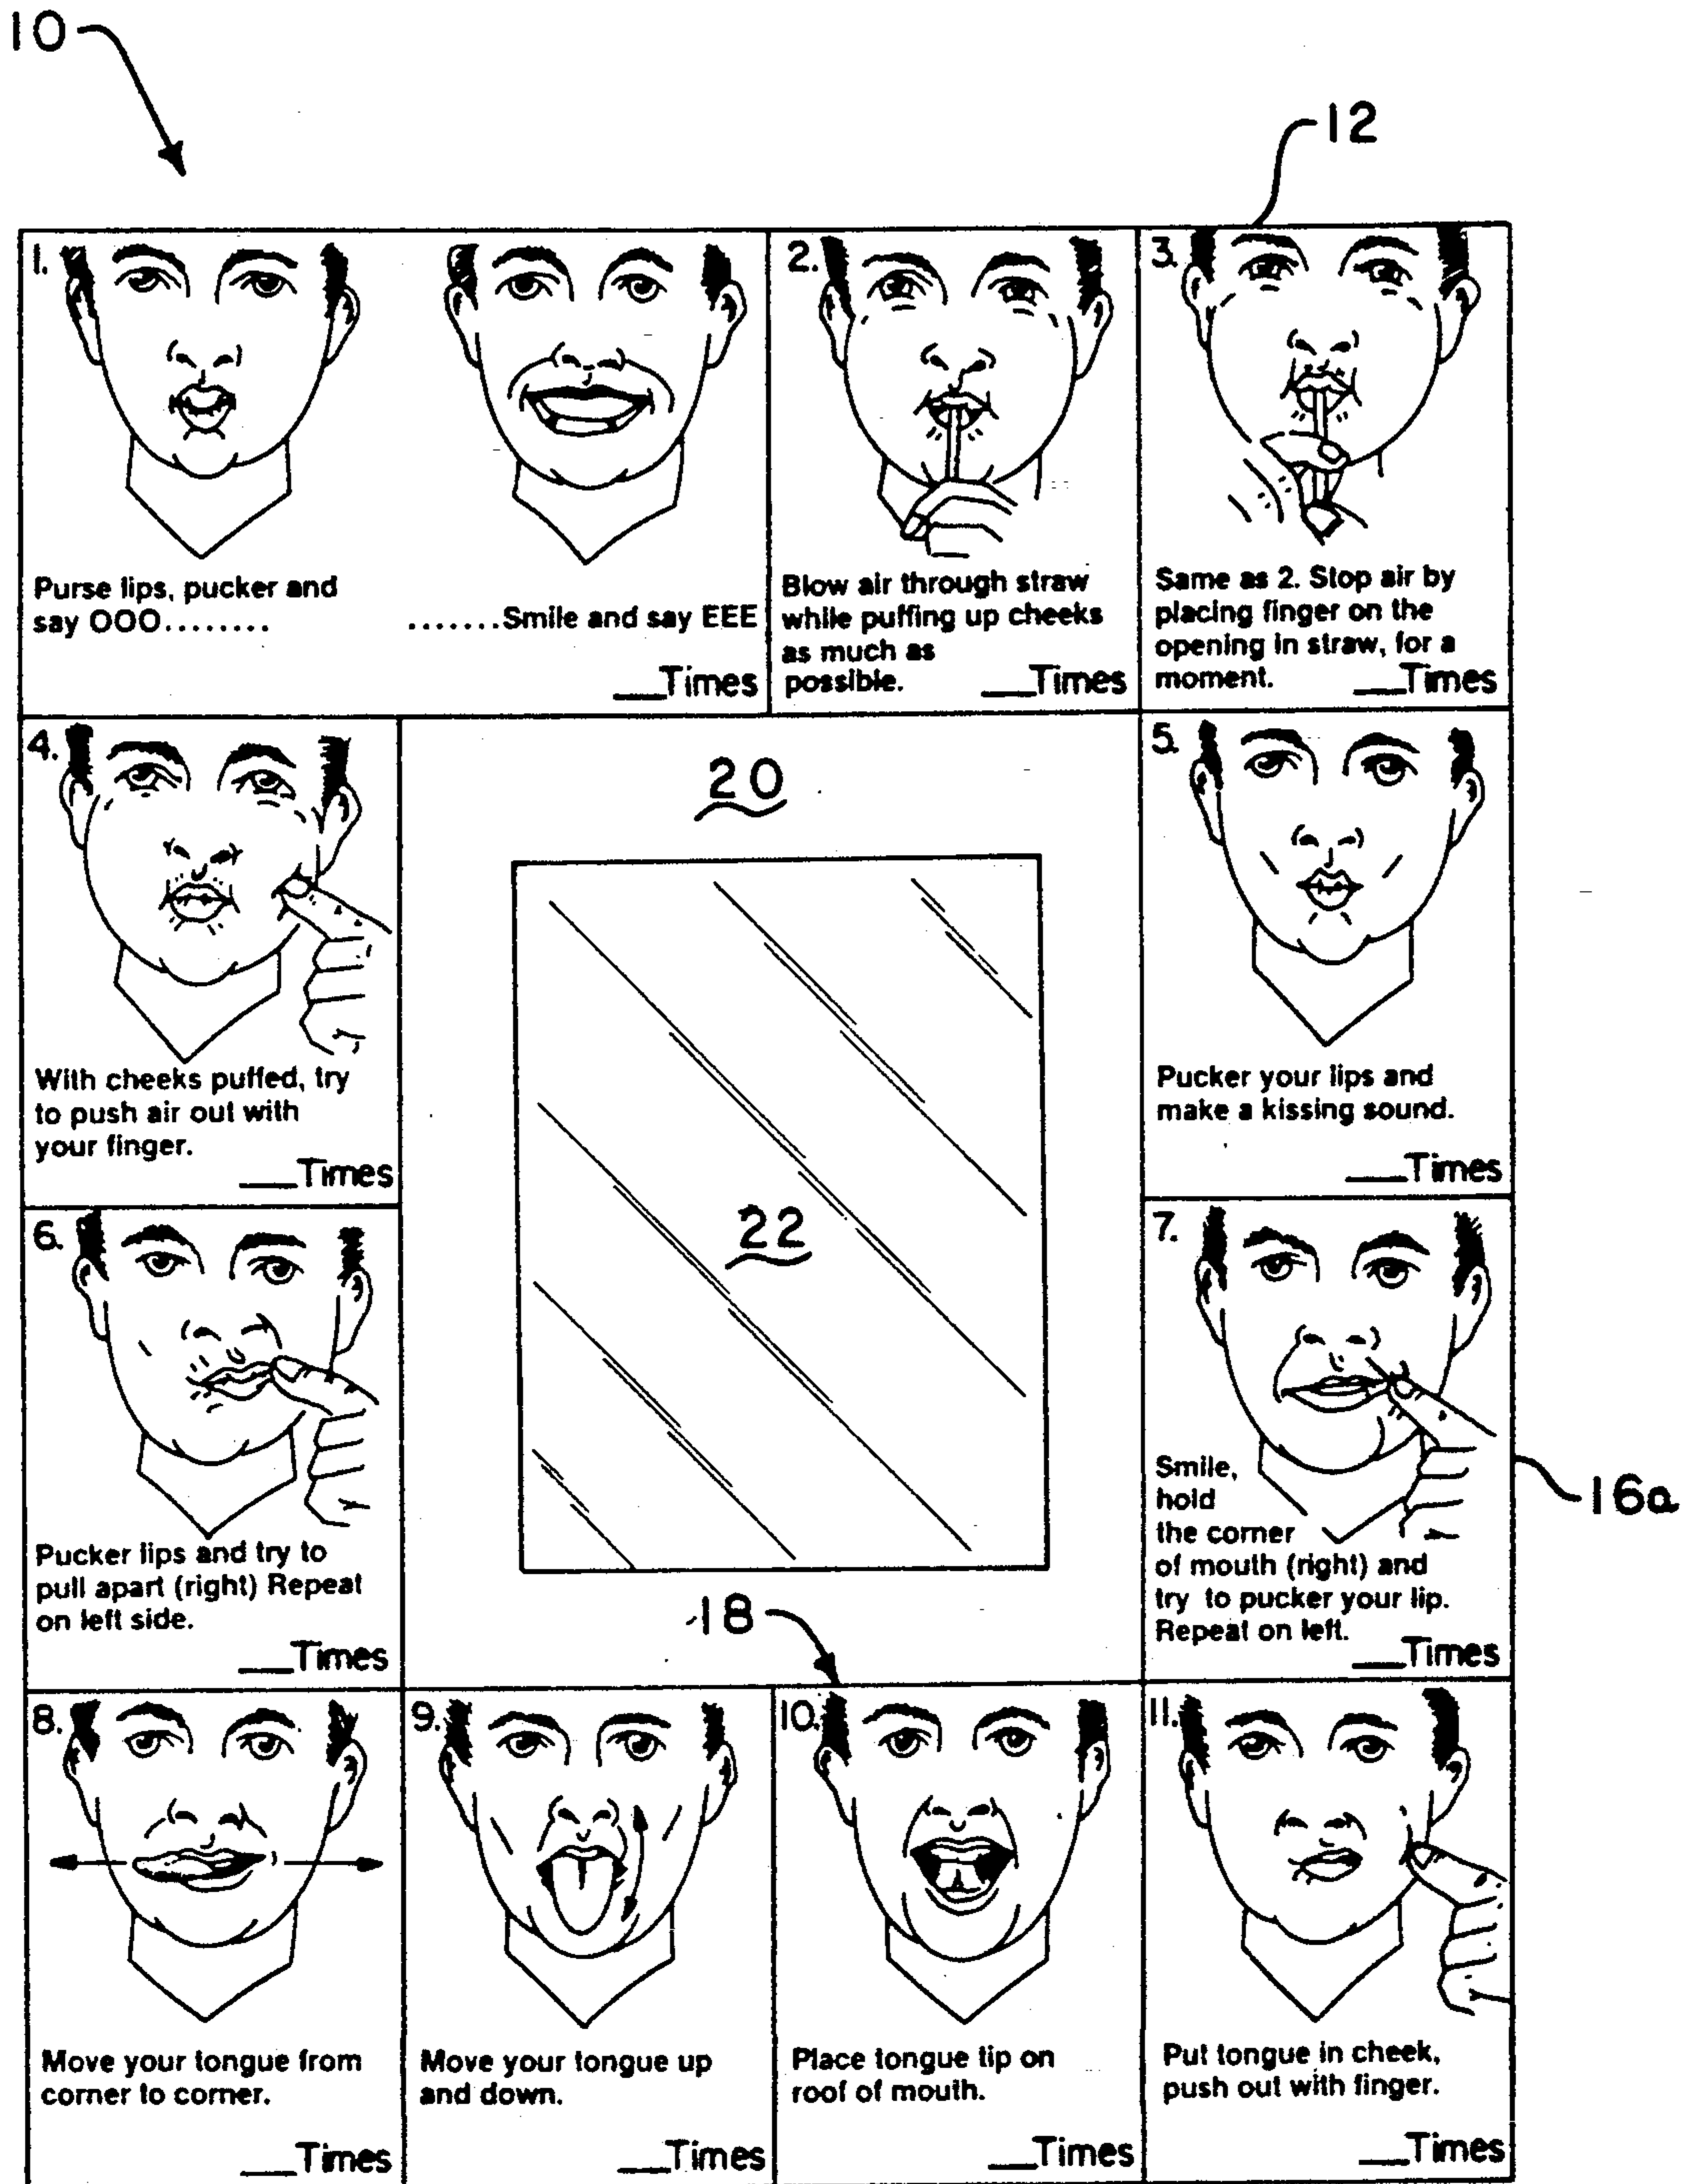 10
12
1.
Purse lips, pucker and
say OOO........
.......Smile and say EEE
___Times
2.
Blow air through straw
while puffing up cheeks
as much as
possible.
___Times
3.
Same as 2. Stop air by
placing finger on the
opening in straw, for a
moment.
___Times
4.
With cheeks puffed, try
to push air out with
your finger.
___Times
20
22
5.
Pucker your lips and
make a kissing sound.
___Times
6.
Pucker lips and try to
pull apart (right) Repeat
on left side.
___Times
7.
Smile,
hold
the corner
of mouth (right) and
try to pucker your lip.
Repeat on left.
___Times
16a
18
8.
Move your tongue from
corner to corner.
___Times
9.
Move your tongue up
and down.
___Times
10.
Place tongue tip on
roof of mouth.
___Times
11.
Put tongue in cheek,
push out with finger.
___Times